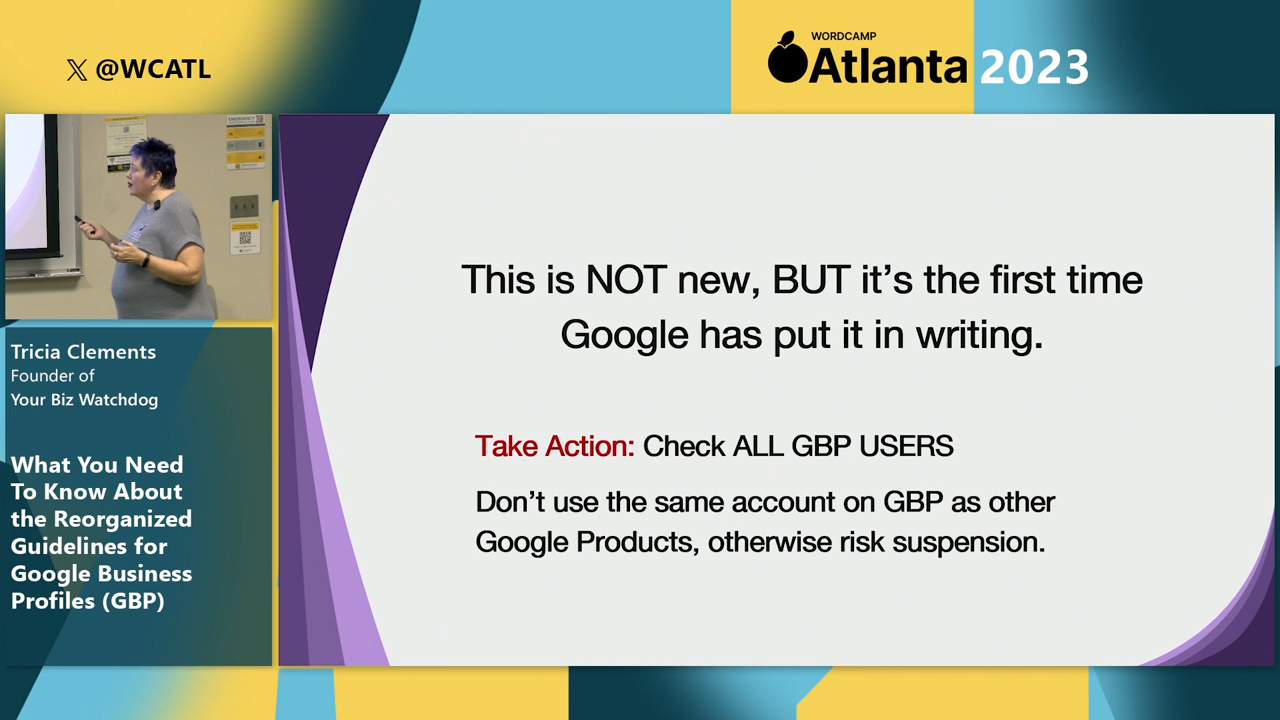 𝕏 @WCATL
WORDCAMP
Atlanta 2023
EMERGENCY
Tricia Clements
Founder of
Your Biz Watchdog
What You Need
To Know About
the Reorganized
Guidelines for
Google Business
Profiles (GBP)
This is NOT new, BUT it’s the first time
Google has put it in writing.
Take Action: Check ALL GBP USERS
Don’t use the same account on GBP as other
Google Products, otherwise risk suspension.